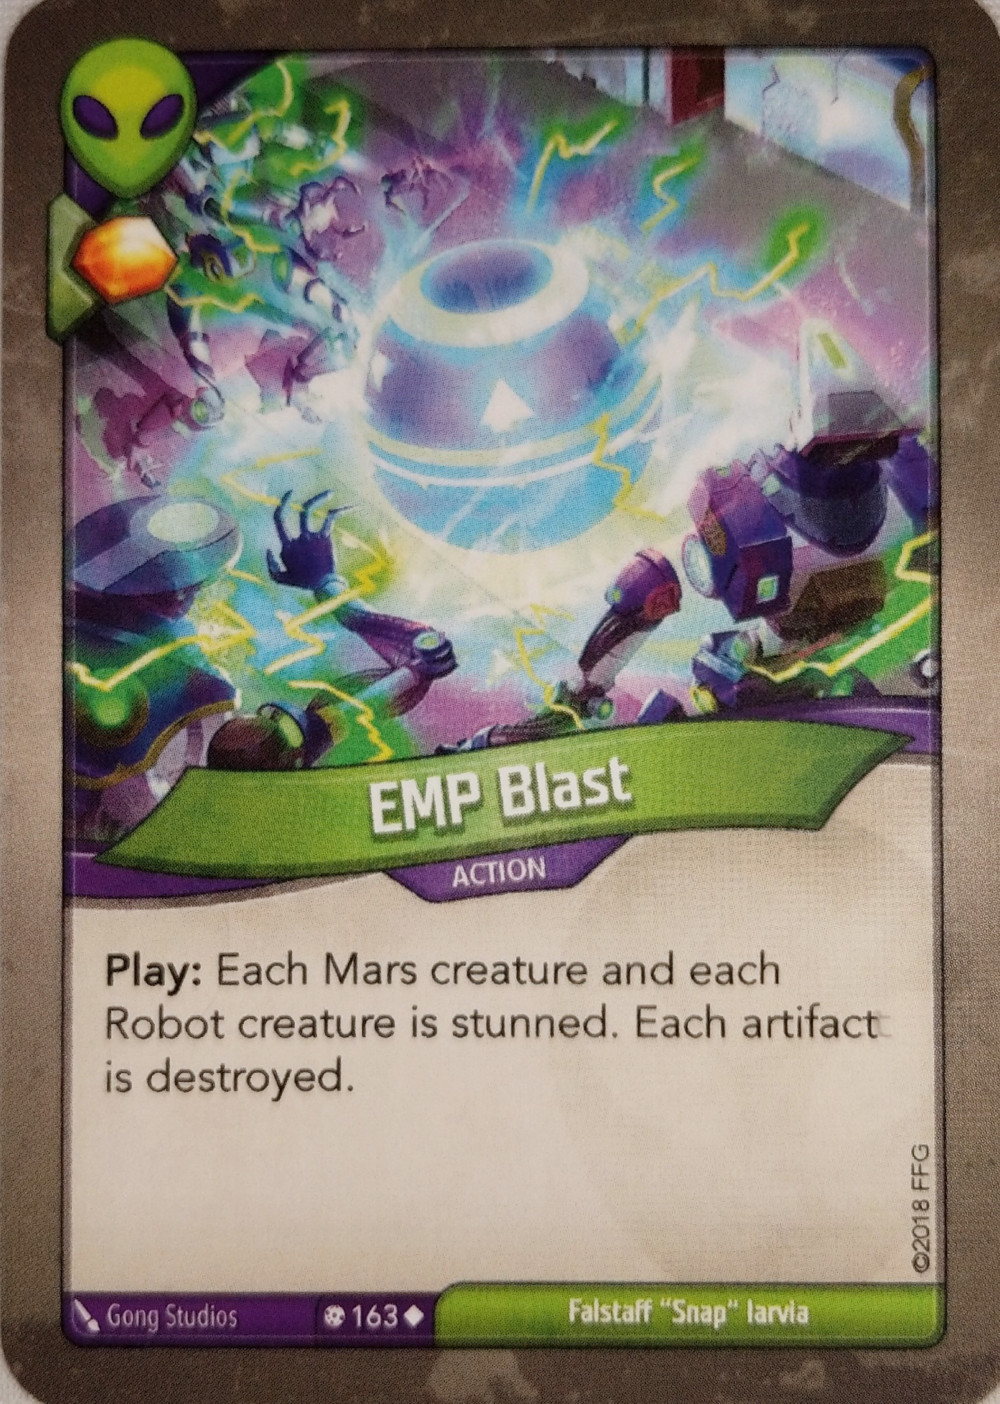 EMP Blast
ACTION
Play: Each Mars creature and each
Robot creature is stunned. Each artifact
is destroyed.
©2018 FFG
Gong Studios
163
Falstaff "Snap" Iarvia